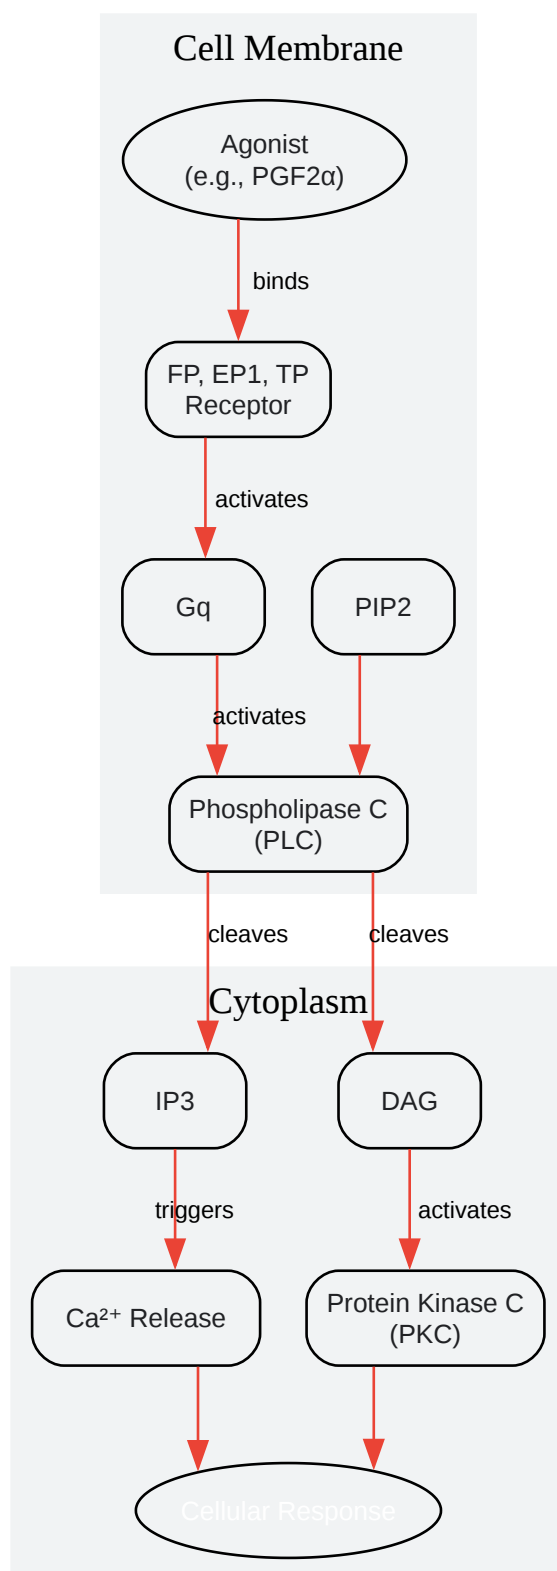 Cell Membrane
Agonist
(e.g., PGF2α)
binds
FP, EP1, TP
Receptor
activates
Gq
PIP2
activates
Phospholipase C
(PLC)
cleaves
cleaves
Cytoplasm
IP3
DAG
triggers
activates
Ca²⁺ Release
Protein Kinase C
(PKC)
Cellular Response